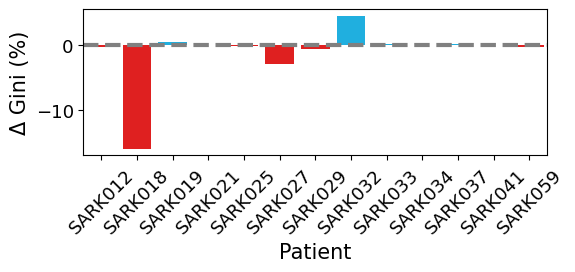 Δ Gini (%)
0
−10
SARK012
SARK018
SARK019
SARK021
SARK025
SARK027
SARK029
SARK032
SARK033
SARK034
SARK037
SARK041
SARK059
Patient